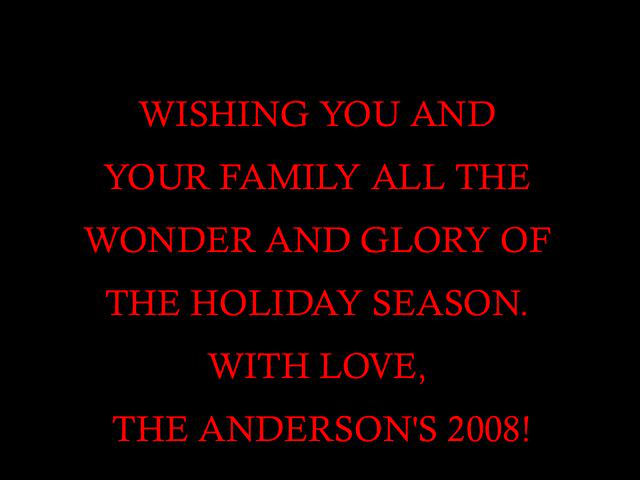 WISHING YOU AND
YOUR FAMILY ALL THE
WONDER AND GLORY OF
THE HOLIDAY SEASON.
WITH LOVE,
THE ANDERSON'S 2008!